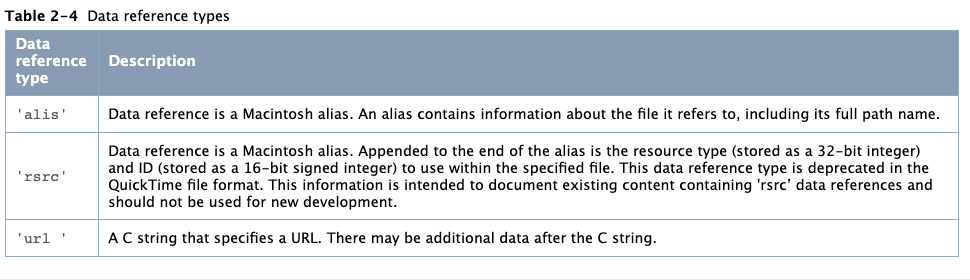 Table 2-4 Data reference types
Data
reference
type
Description
'alis'
Data reference is a Macintosh alias. An alias contains information about the file it refers to, including its full path name.
'rsrc'
Data reference is a Macintosh alias. Appended to the end of the alias is the resource type (stored as a 32-bit integer)
and ID (stored as a 16-bit signed integer) to use within the specified file. This data reference type is deprecated in the
QuickTime file format. This information is intended to document existing content containing 'rsrc’ data references and
should not be used for new development.
'url '
A C string that specifies a URL. There may be additional data after the C string.